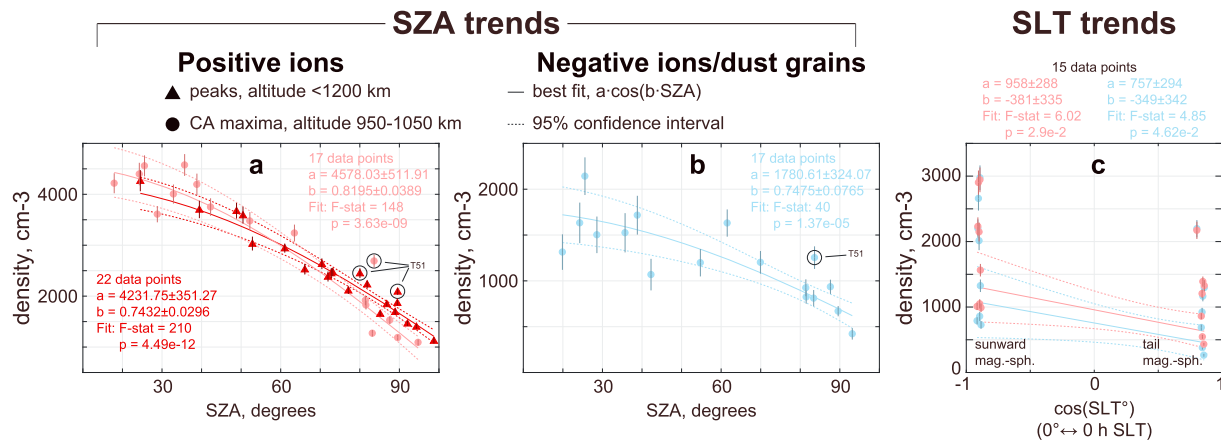 SZA trends
SLT trends
Positive ions
peaks, altitude <1200 km
CA maxima, altitude 950-1050 km
Negative ions/dust grains
best fit, a·cos(b·SZA)
95% confidence interval
15 data points
a = 958±288
b = -381±335
Fit: F-stat = 6.02
p = 2.9e-2
a = 757±294
b = -349±342
Fit: F-stat = 4.85
p = 4.62e-2
a
17 data points
a = 4578.03±511.91
b = 0.8195±0.0389
Fit: F-stat = 148
p = 3.63e-09
T51
22 data points
a = 4231.75±351.27
b = 0.7432±0.0296
Fit: F-stat = 210
p = 4.49e-12
density, cm-3
4000
2000
30
60
90
SZA, degrees
b
17 data points
a = 1780.61±324.07
b = 0.7475±0.0765
Fit: F-stat = 40
p = 1.37e-05
T51
density, cm-3
2000
1000
30
60
90
SZA, degrees
c
density, cm-3
3000
2000
1000
0
sunward
mag.-sph.
tail
mag.-sph.
-1
0
1
cos(SLT°)
(0°↔ 0 h SLT)